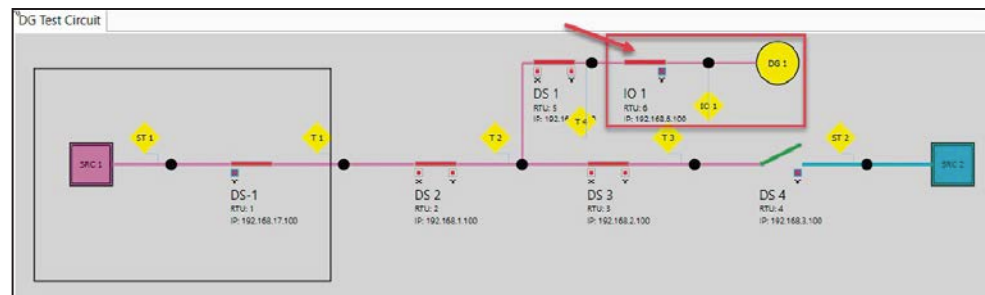 DG Test Circuit
DG 1
X Y
DS 1
RTU: 5
Y
IO 1
RTU: 6
IP: 192.168.6.100
IO 1
T 4
ST 1
T 1
T 2
T 3
ST 2
SRC 1
SRC 2
Y
DS-1
RTU: 1
IP: 192.168.17.100
X Y
DS 2
RTU: 2
IP: 192.168.1.100
X Y
DS 3
RTU: 3
IP: 192.168.2.100
Y
DS 4
RTU: 4
IP: 192.168.3.100